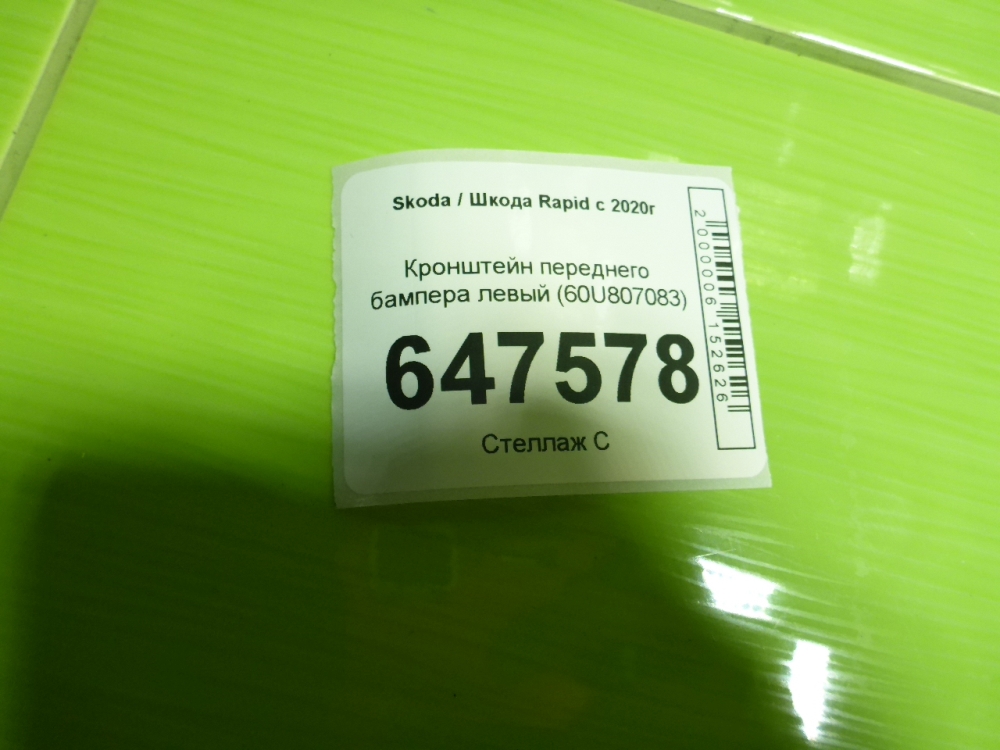 Skoda / Шкода Rapid с 2020г
Кронштейн переднего
бампера левый (60U807083)
647578
Стеллаж С
2000006152626